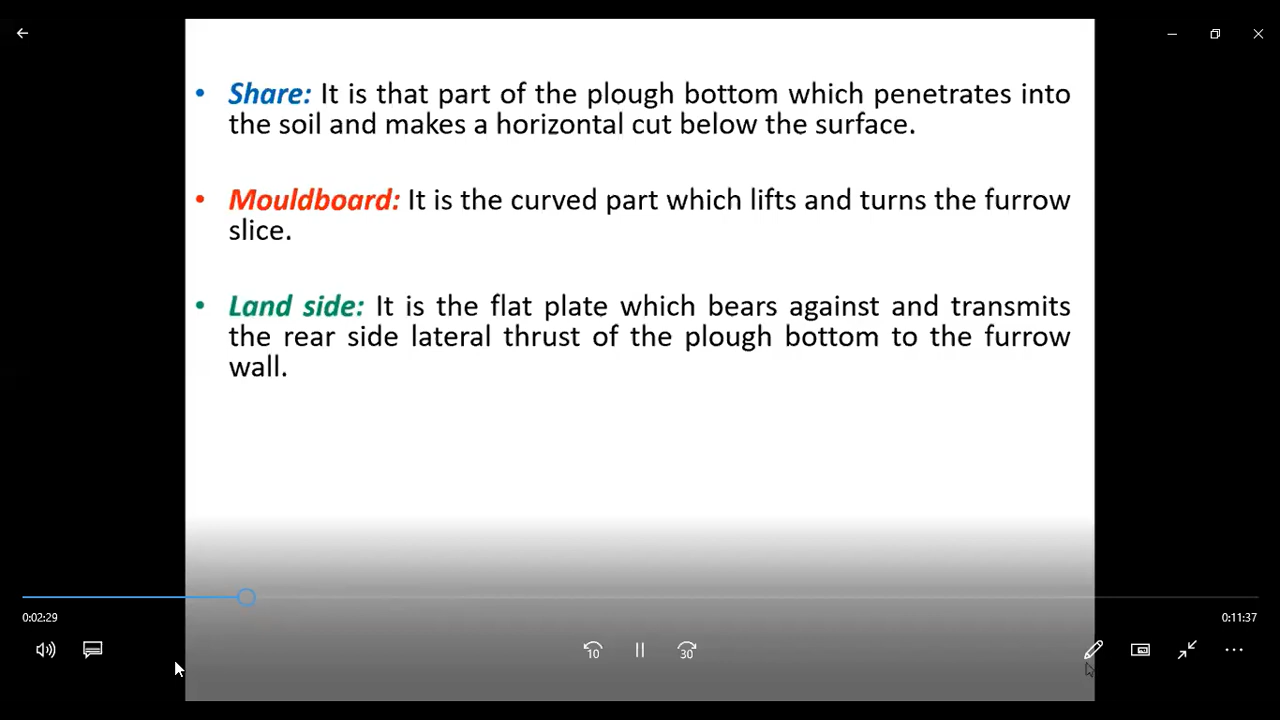 • Share: It is that part of the plough bottom which penetrates into
the soil and makes a horizontal cut below the surface.
• Mouldboard: It is the curved part which lifts and turns the furrow
slice.
• Land side: It is the flat plate which bears against and transmits
the rear side lateral thrust of the plough bottom to the furrow
wall.
0:02:29
0:11:37
10
30